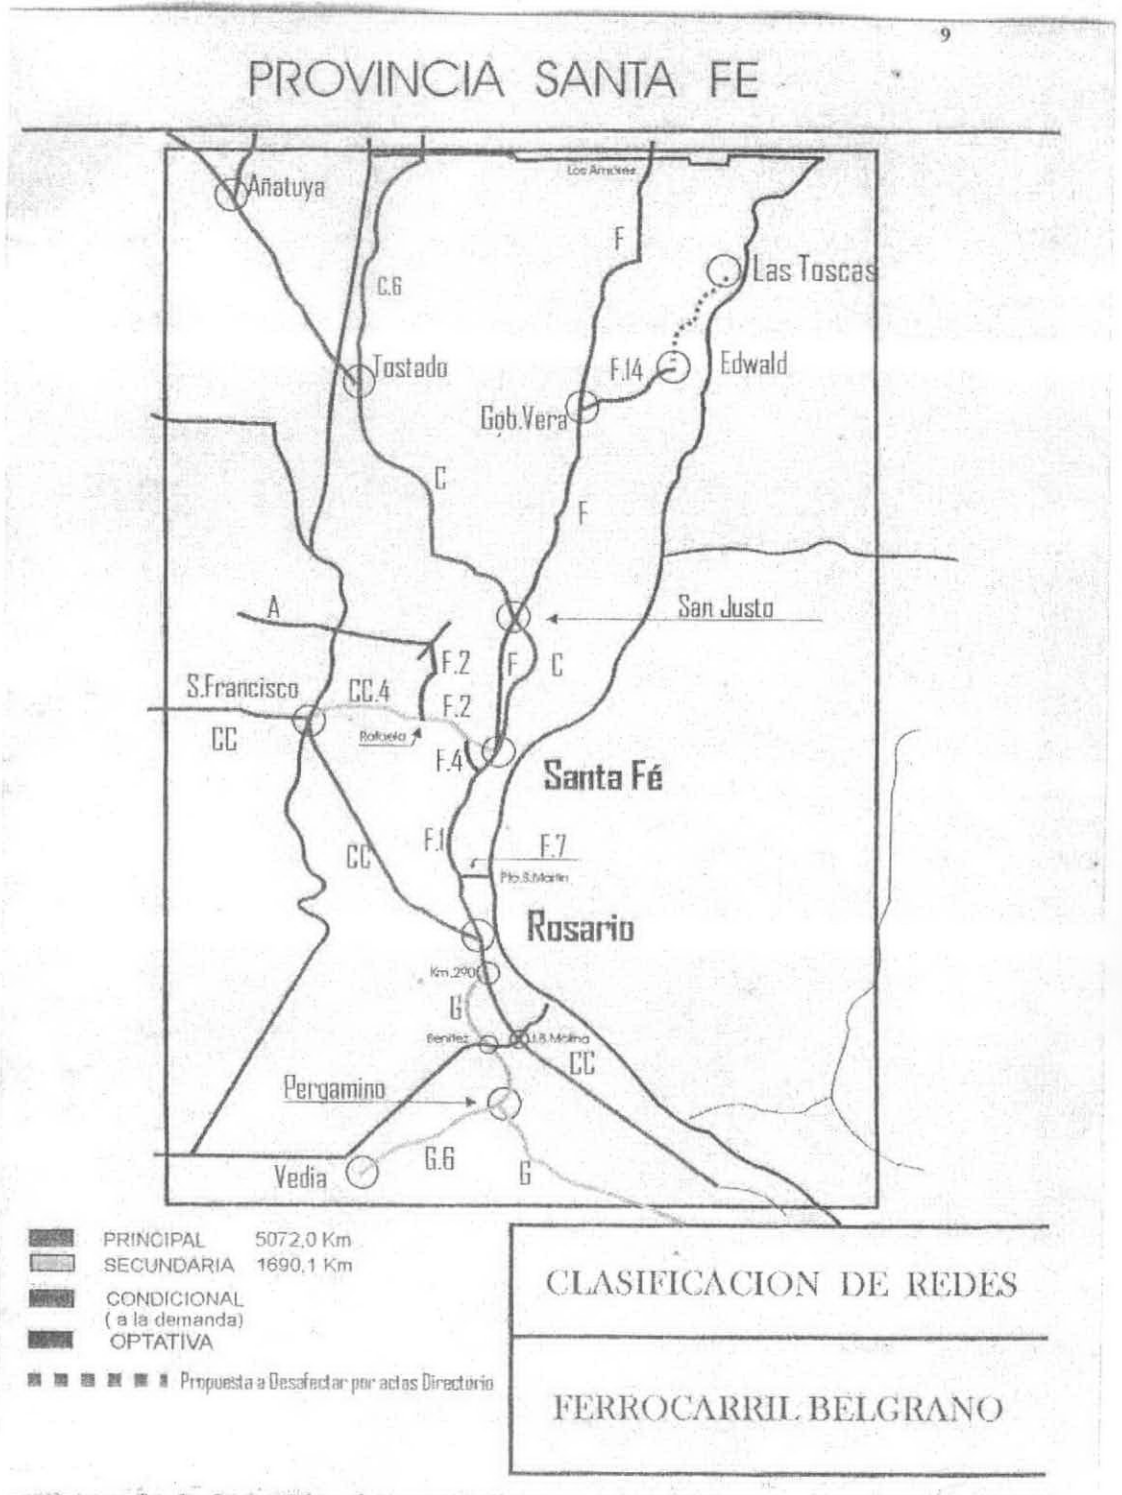 9
PROVINCIA SANTA FE
Los Amores
Añatuya
F
Las Toscas
C.6
Tostado
F.14
Edwald
Gob.Vera
C
F
A
San Justo
F.2
F
C
S.Francisco
CC.4
F.2
CC
Rafaela
F.4
Santa Fé
F.1
F.7
CC
Pto.S.Martin
Rosario
Km.290
G
Benitez
J.B.Molina
CC
Pergamino
G.6
G
Vedia
PRINCIPAL 5072,0 Km
SECUNDARIA 1690,1 Km
CONDICIONAL
( a la demanda)
OPTATIVA
Propuesta a Desafectar por actas Directorio
CLASIFICACION DE REDES
FERROCARRIL BELGRANO